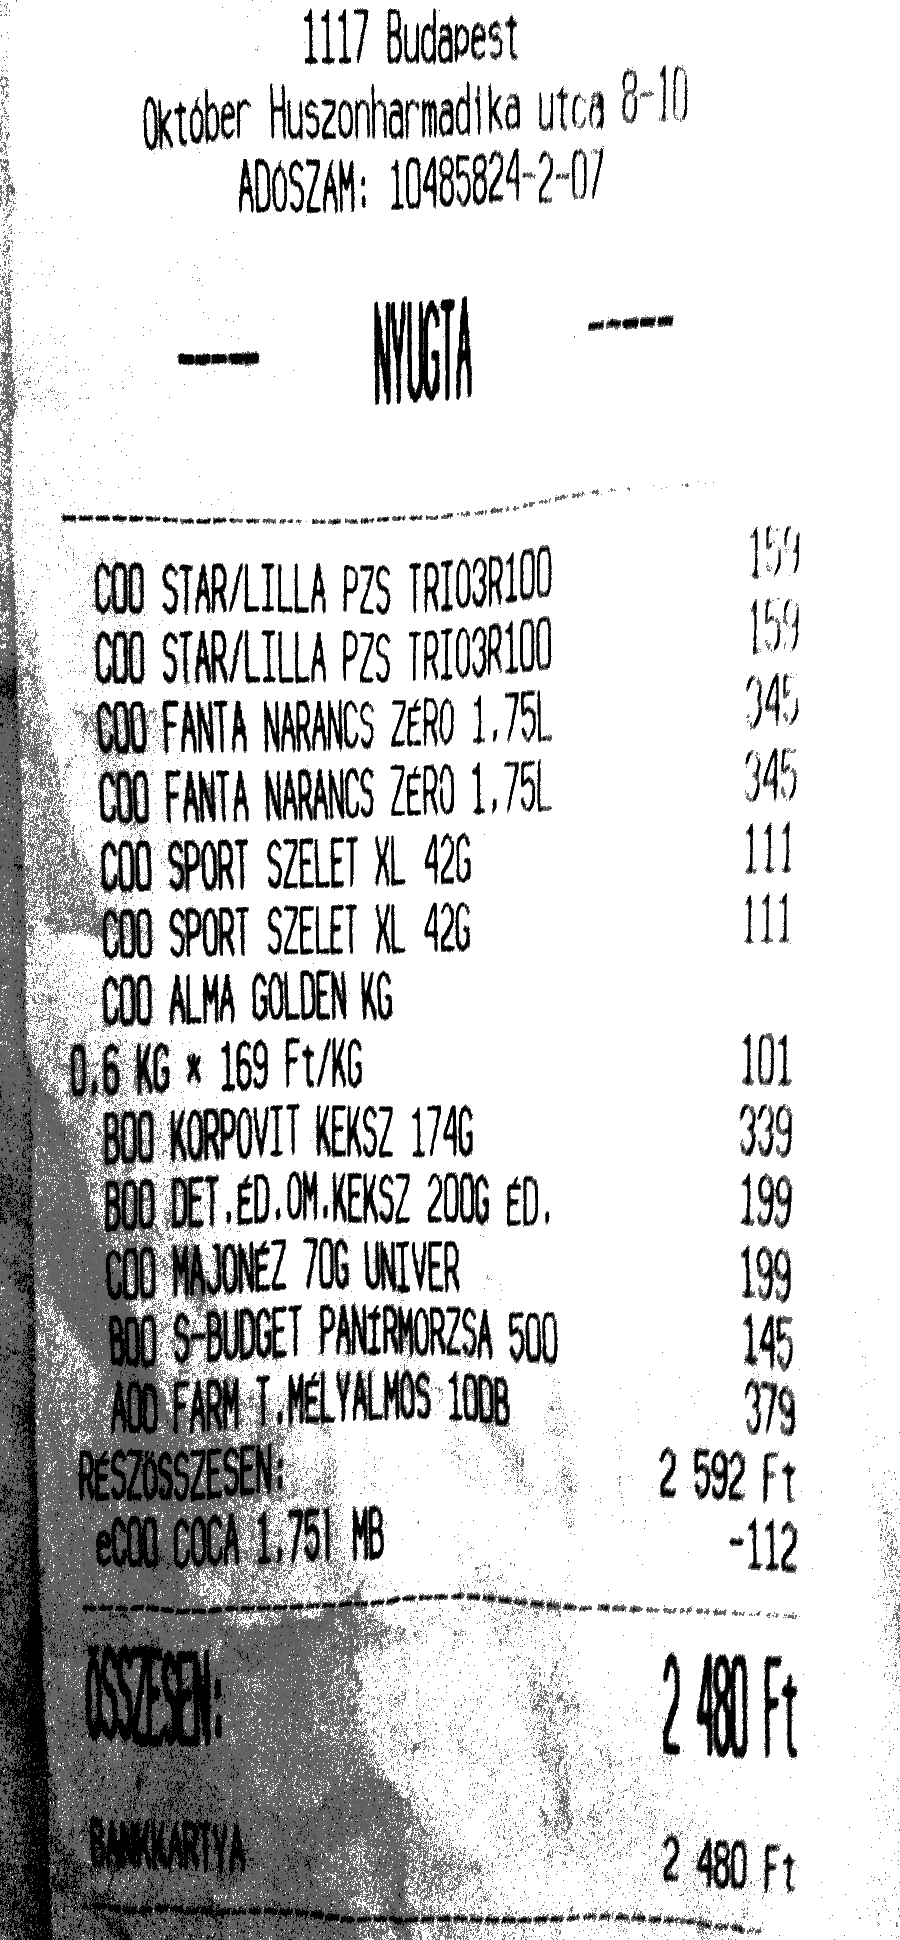 1117 Budapest
Október Huszonharmadika utca 8-10
ADÓSZÁM: 10485824-2-07
----- NYUGTA -----
C00 STAR/LILLA PZS TRIO3R100 159
C00 STAR/LILLA PZS TRIO3R100 159
C00 FANTA NARANCS ZÉRO 1.75L 345
C00 FANTA NARANCS ZÉRO 1.75L 345
C00 SPORT SZELET XL 42G 111
C00 SPORT SZELET XL 42G 111
C00 ALMA GOLDEN KG
0.6 KG * 169 Ft/KG 101
B00 KORPOVIT KEKSZ 174G 339
B00 DET.ÉD.OM.KEKSZ 200G ÉD. 199
C00 MAJONÉZ 70G UNIVER 199
B00 S-BUDGET PANÍRMORZSA 500 145
A00 FARM T.MÉLYALMOS 10DB 379
RÉSZÖSSZESEN: 2 592 Ft
eC00 COCA 1.75l MB -112
ÖSSZESEN: 2 480 Ft
BANKKÁRTYA 2 480 Ft